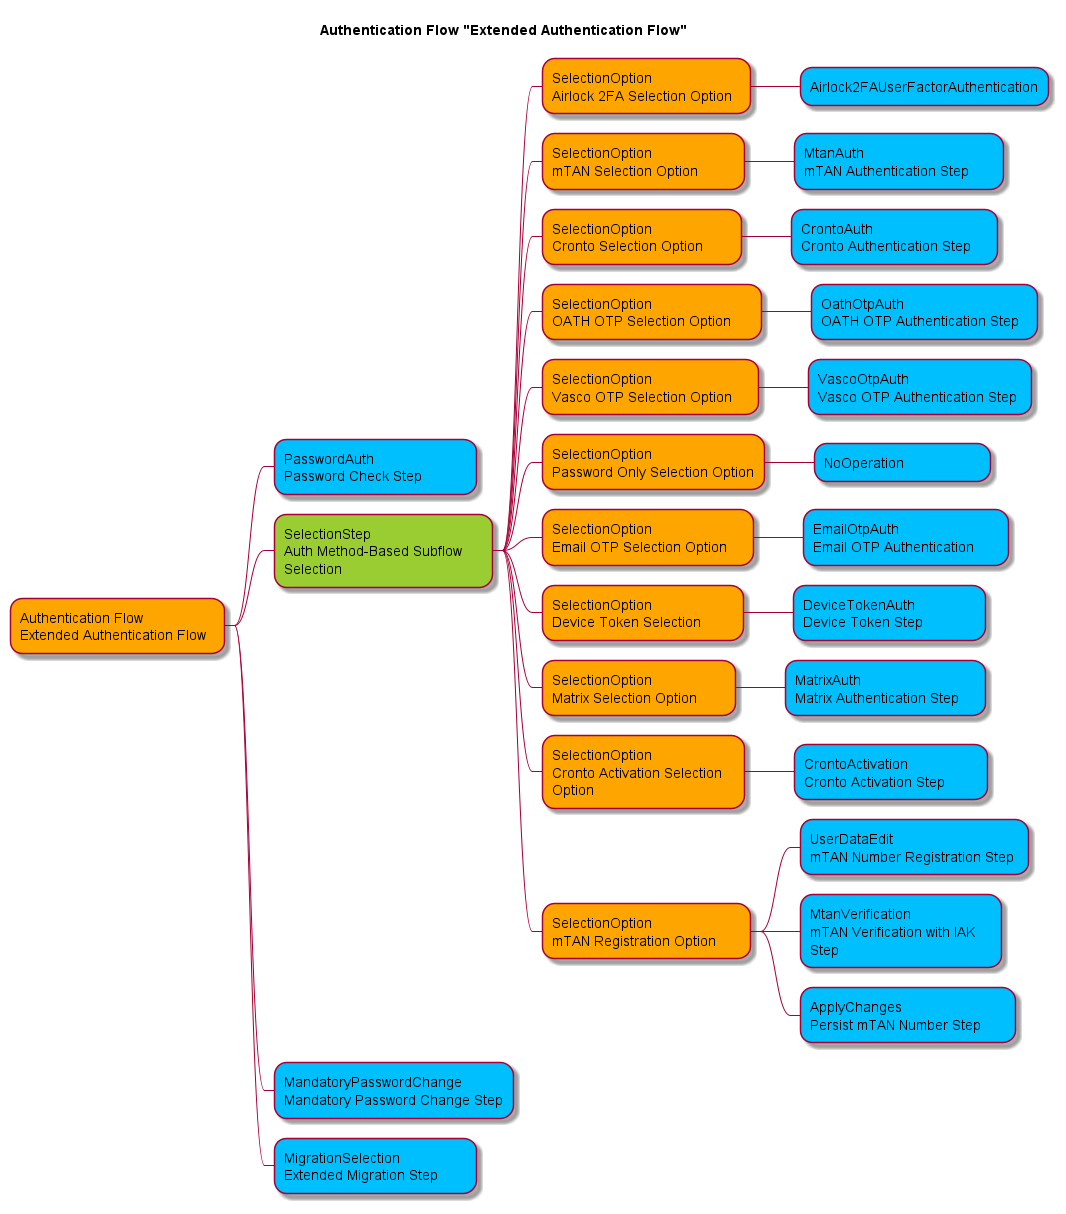 Authentication Flow "Extended Authentication Flow"
Authentication Flow
Extended Authentication Flow
PasswordAuth
Password Check Step
SelectionStep
Auth Method-Based Subflow
Selection
SelectionOption
Airlock 2FA Selection Option
Airlock2FAUserFactorAuthentication
SelectionOption
mTAN Selection Option
MtanAuth
mTAN Authentication Step
SelectionOption
Cronto Selection Option
CrontoAuth
Cronto Authentication Step
SelectionOption
OATH OTP Selection Option
OathOtpAuth
OATH OTP Authentication Step
SelectionOption
Vasco OTP Selection Option
VascoOtpAuth
Vasco OTP Authentication Step
SelectionOption
Password Only Selection Option
NoOperation
SelectionOption
Email OTP Selection Option
EmailOtpAuth
Email OTP Authentication
SelectionOption
Device Token Selection
DeviceTokenAuth
Device Token Step
SelectionOption
Matrix Selection Option
MatrixAuth
Matrix Authentication Step
SelectionOption
Cronto Activation Selection
Option
CrontoActivation
Cronto Activation Step
SelectionOption
mTAN Registration Option
UserDataEdit
mTAN Number Registration Step
MtanVerification
mTAN Verification with IAK
Step
ApplyChanges
Persist mTAN Number Step
MandatoryPasswordChange
Mandatory Password Change Step
MigrationSelection
Extended Migration Step